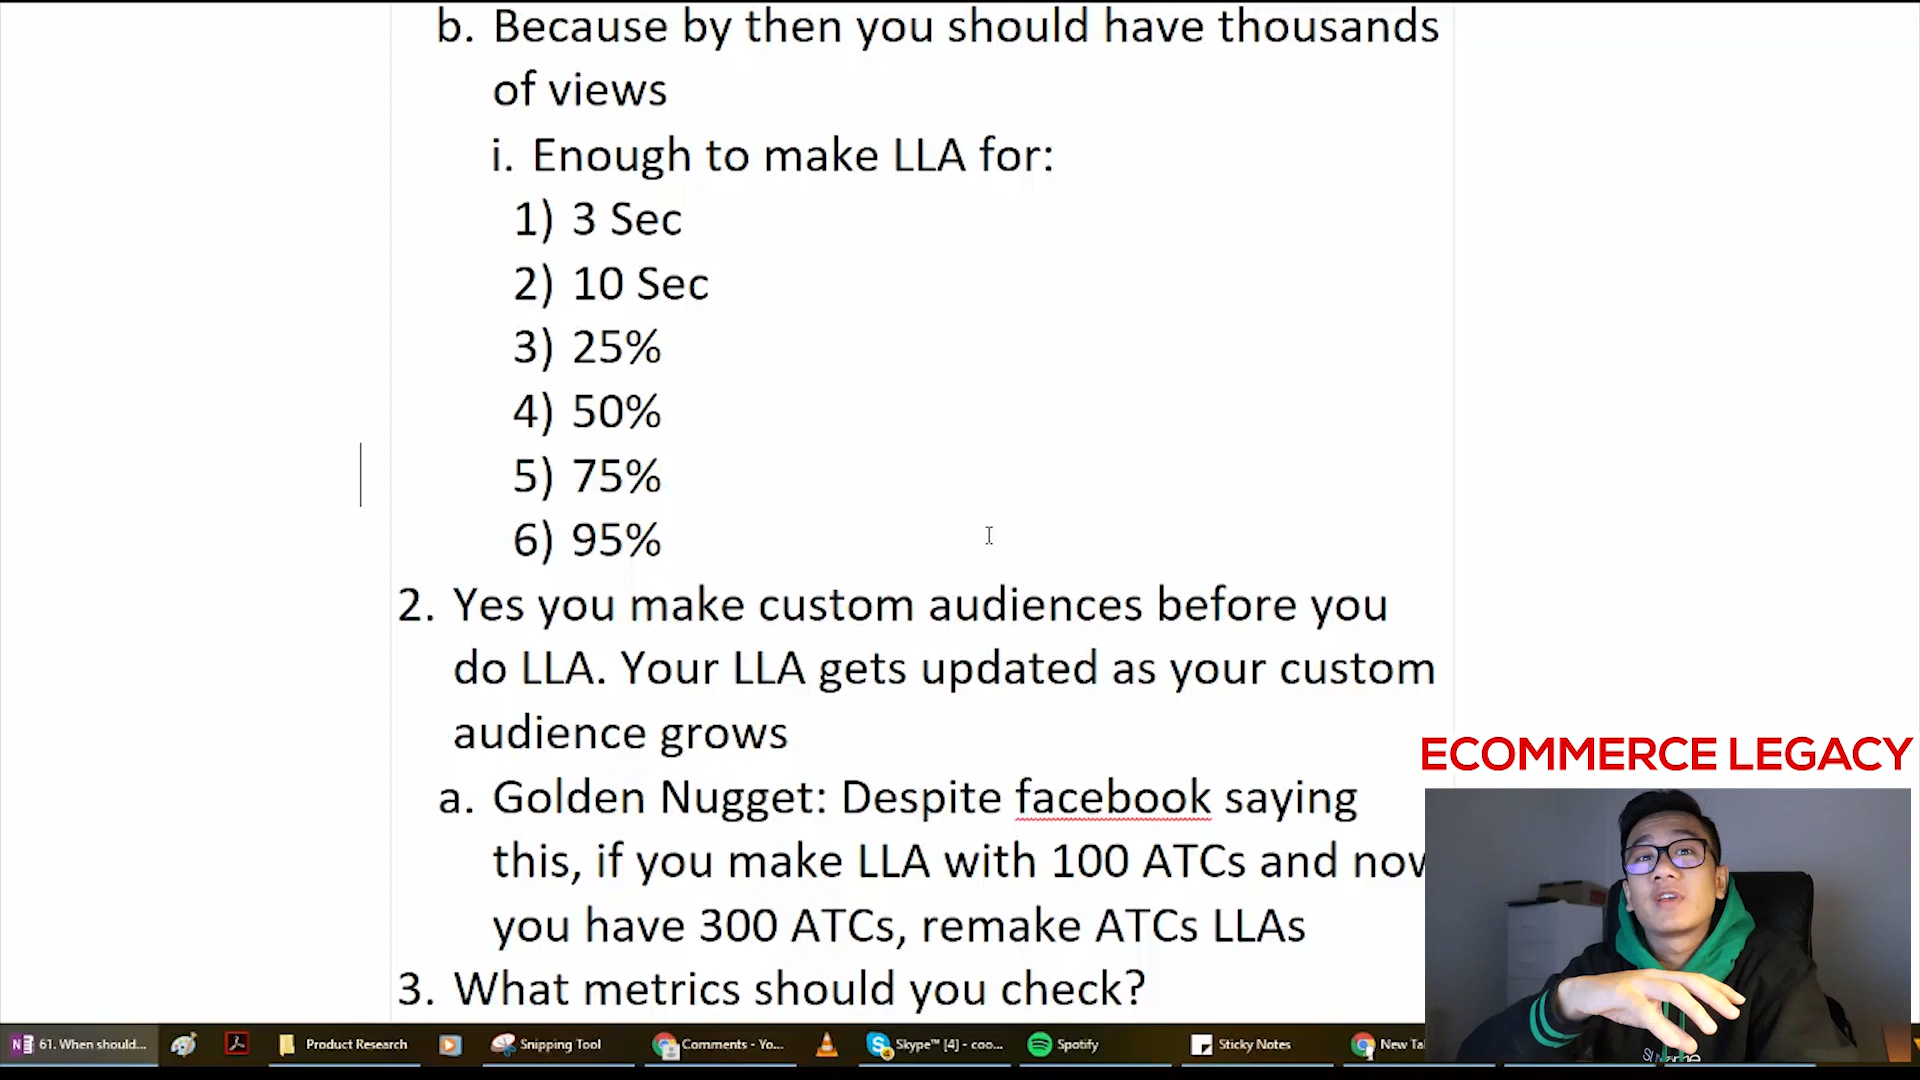 b. Because by then you should have thousands
of views
i. Enough to make LLA for:
1) 3 Sec
2) 10 Sec
3) 25%
4) 50%
5) 75%
6) 95%
2. Yes you make custom audiences before you
do LLA. Your LLA gets updated as your custom
audience grows
a. Golden Nugget: Despite facebook saying
this, if you make LLA with 100 ATCs and now
you have 300 ATCs, remake ATCs LLAs
3. What metrics should you check?
ECOMMERCE LEGACY
61. When should...
Product Research
Snipping Tool
Comments - Yo...
Skype™ [4] - coo...
Spotify
Sticky Notes
New Ta